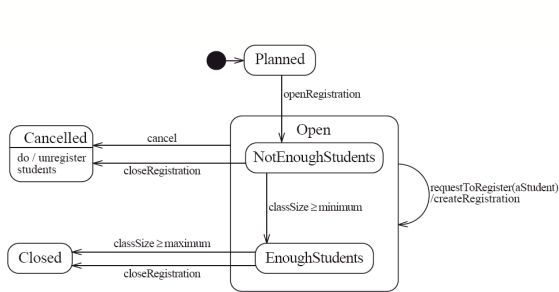 Planned
openRegistration
Open
Cancelled
do / unregister
students
cancel
closeRegistration
NotEnoughStudents
requestToRegister(aStudent)
/createRegistration
classSize ≥ minimum
classSize ≥ maximum
Closed
closeRegistration
EnoughStudents